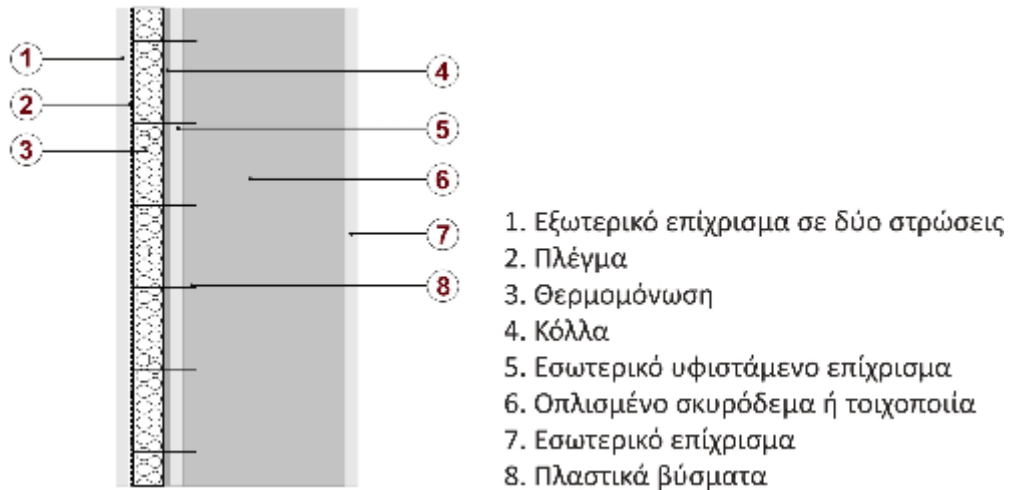 1
2
3
4
5
6
7
8
1. Εξωτερικό επίχρισμα σε δύο στρώσεις
2. Πλέγμα
3. Θερμομόνωση
4. Κόλλα
5. Εσωτερικό υφιστάμενο επίχρισμα
6. Οπλισμένο σκυρόδεμα ή τοιχοποιία
7. Εσωτερικό επίχρισμα
8. Πλαστικά βύσματα